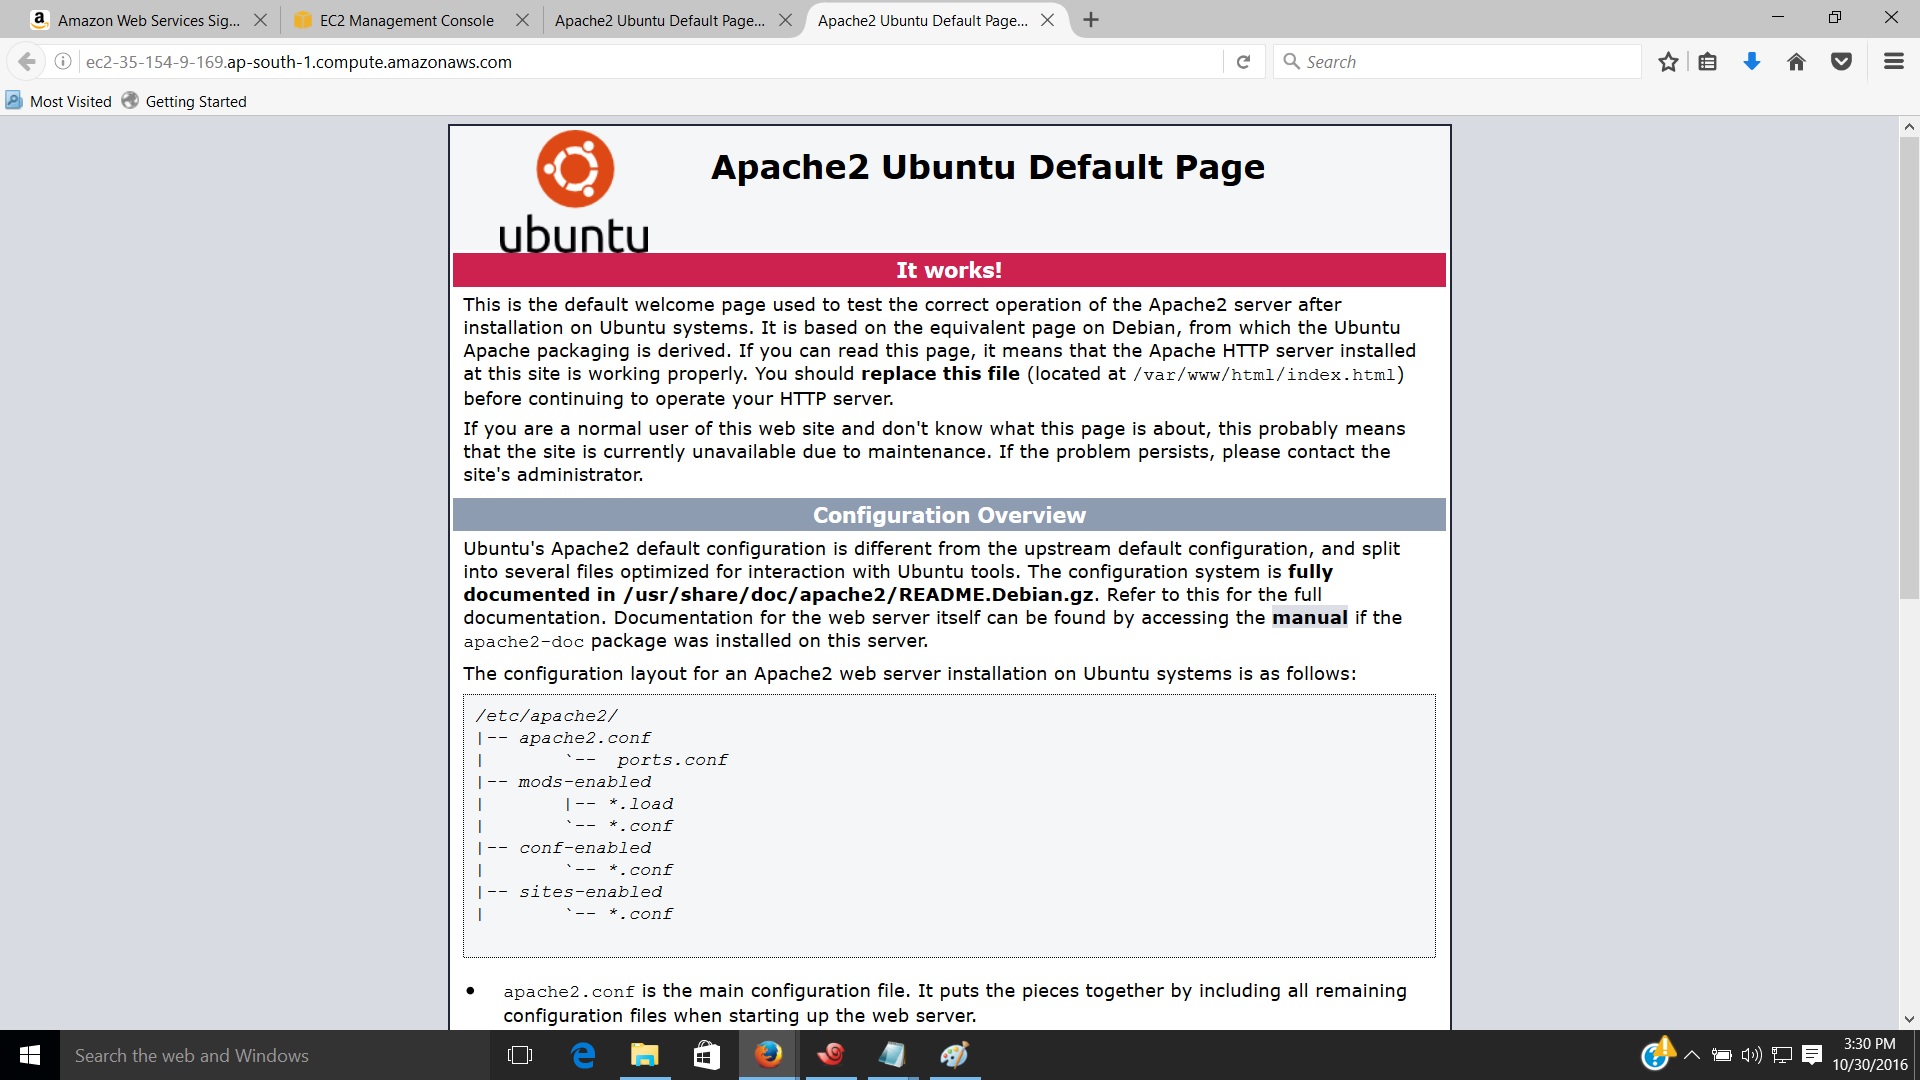 Amazon Web Services Sig...
EC2 Management Console
Apache2 Ubuntu Default Page...
Apache2 Ubuntu Default Page...
ec2-35-154-9-169.ap-south-1.compute.amazonaws.com
Search
Most Visited
Getting Started
ubuntu
Apache2 Ubuntu Default Page
It works!
This is the default welcome page used to test the correct operation of the Apache2 server after
installation on Ubuntu systems. It is based on the equivalent page on Debian, from which the Ubuntu
Apache packaging is derived. If you can read this page, it means that the Apache HTTP server installed
at this site is working properly. You should replace this file (located at /var/www/html/index.html)
before continuing to operate your HTTP server.
If you are a normal user of this web site and don't know what this page is about, this probably means
that the site is currently unavailable due to maintenance. If the problem persists, please contact the
site's administrator.
Configuration Overview
Ubuntu's Apache2 default configuration is different from the upstream default configuration, and split
into several files optimized for interaction with Ubuntu tools. The configuration system is fully
documented in /usr/share/doc/apache2/README.Debian.gz. Refer to this for the full
documentation. Documentation for the web server itself can be found by accessing the manual if the
apache2-doc package was installed on this server.
The configuration layout for an Apache2 web server installation on Ubuntu systems is as follows:
/etc/apache2/
|-- apache2.conf
|       `--  ports.conf
|-- mods-enabled
|       |-- *.load
|       `-- *.conf
|-- conf-enabled
|       `-- *.conf
|-- sites-enabled
|       `-- *.conf
• apache2.conf is the main configuration file. It puts the pieces together by including all remaining
configuration files when starting up the web server.
Search the web and Windows
3:30 PM
10/30/2016